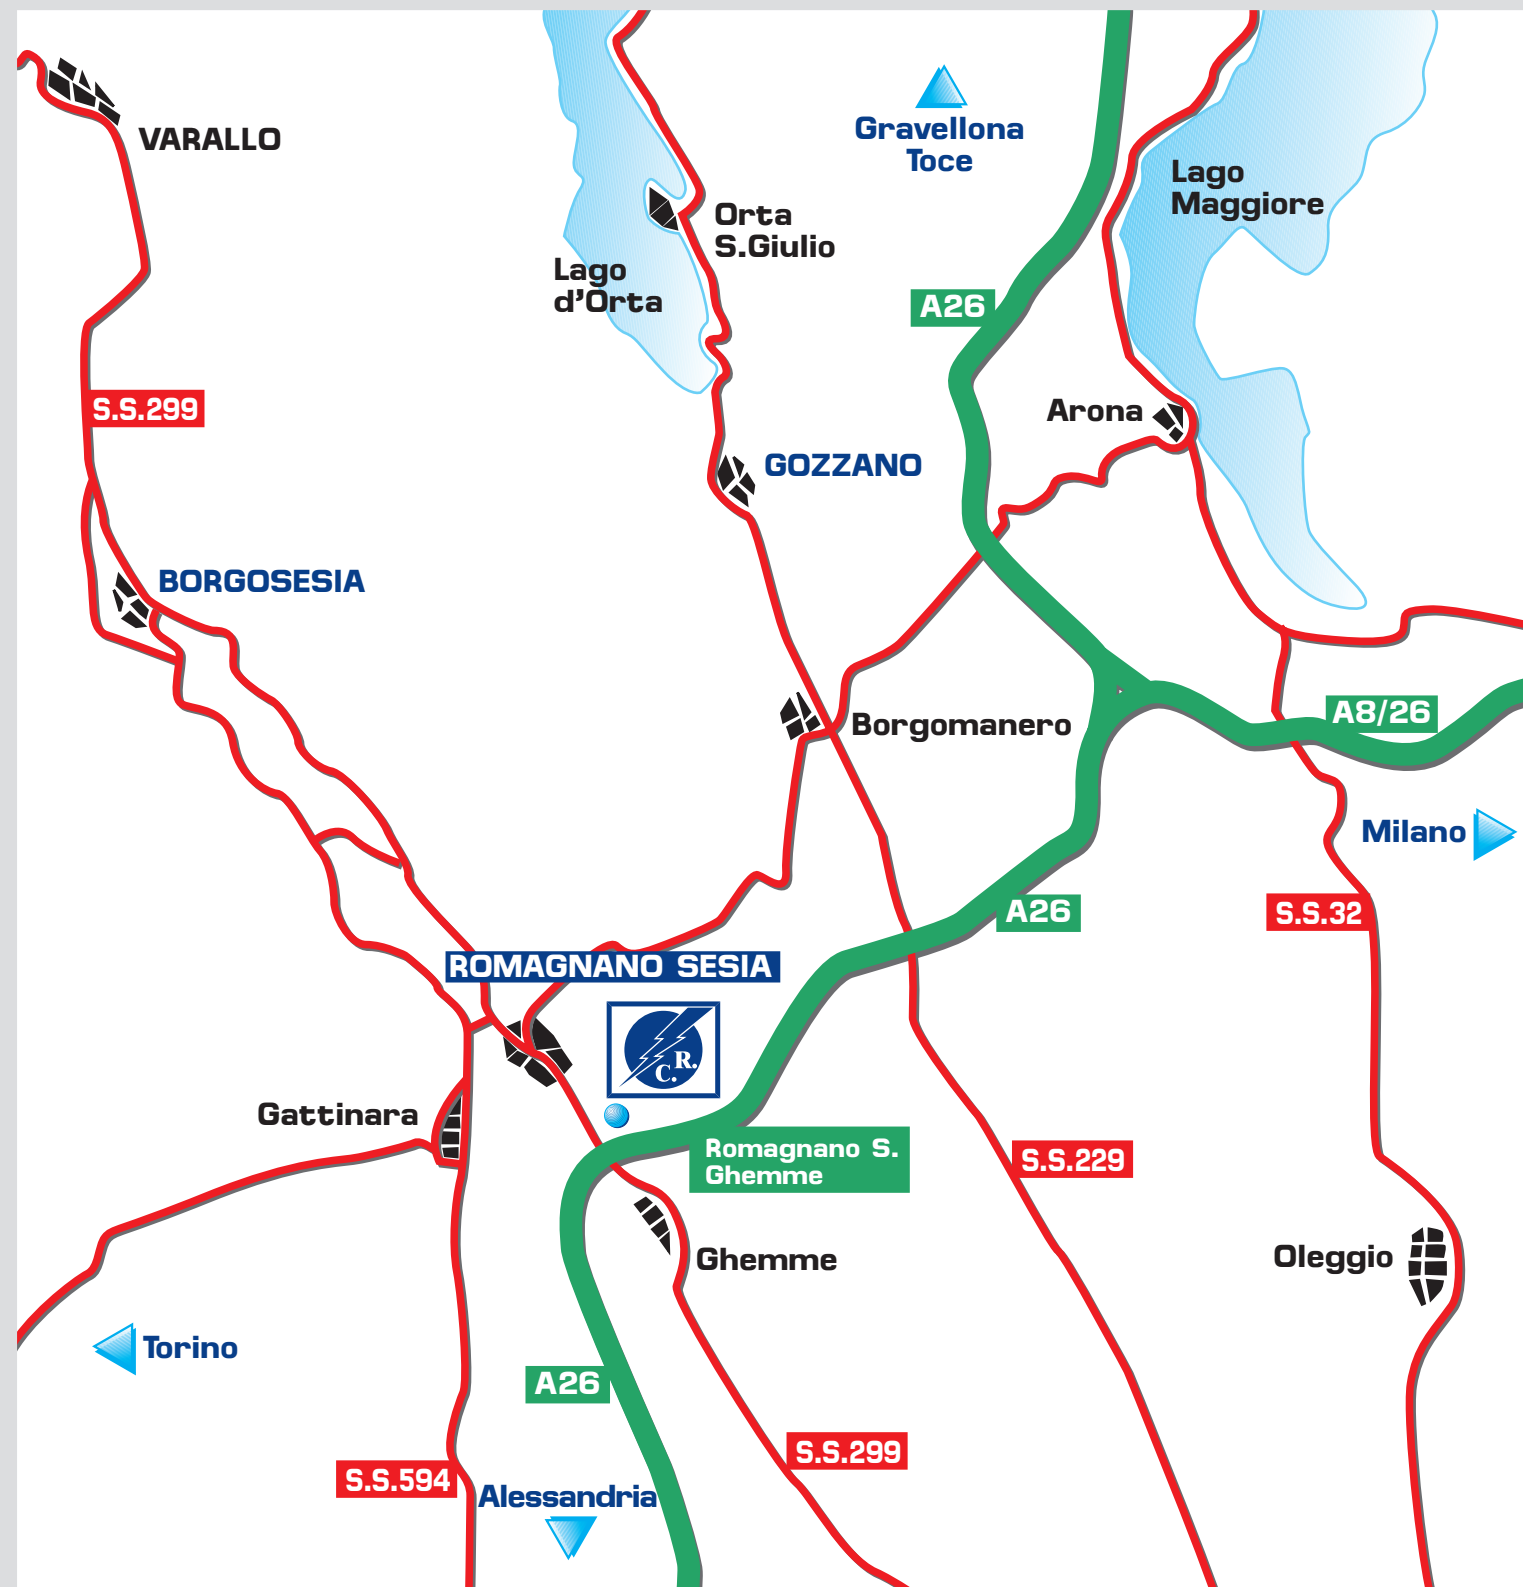 VARALLO
Gravellona
Toce
Lago
Maggiore
Orta
S.Giulio
Lago
d'Orta
A26
S.S.299
Arona
GOZZANO
BORGOSESIA
Borgomanero
A8/26
Milano
A26
S.S.32
ROMAGNANO SESIA
C.R.
Gattinara
Romagnano S.
Ghemme
S.S.229
Ghemme
Oleggio
Torino
A26
S.S.299
S.S.594
Alessandria